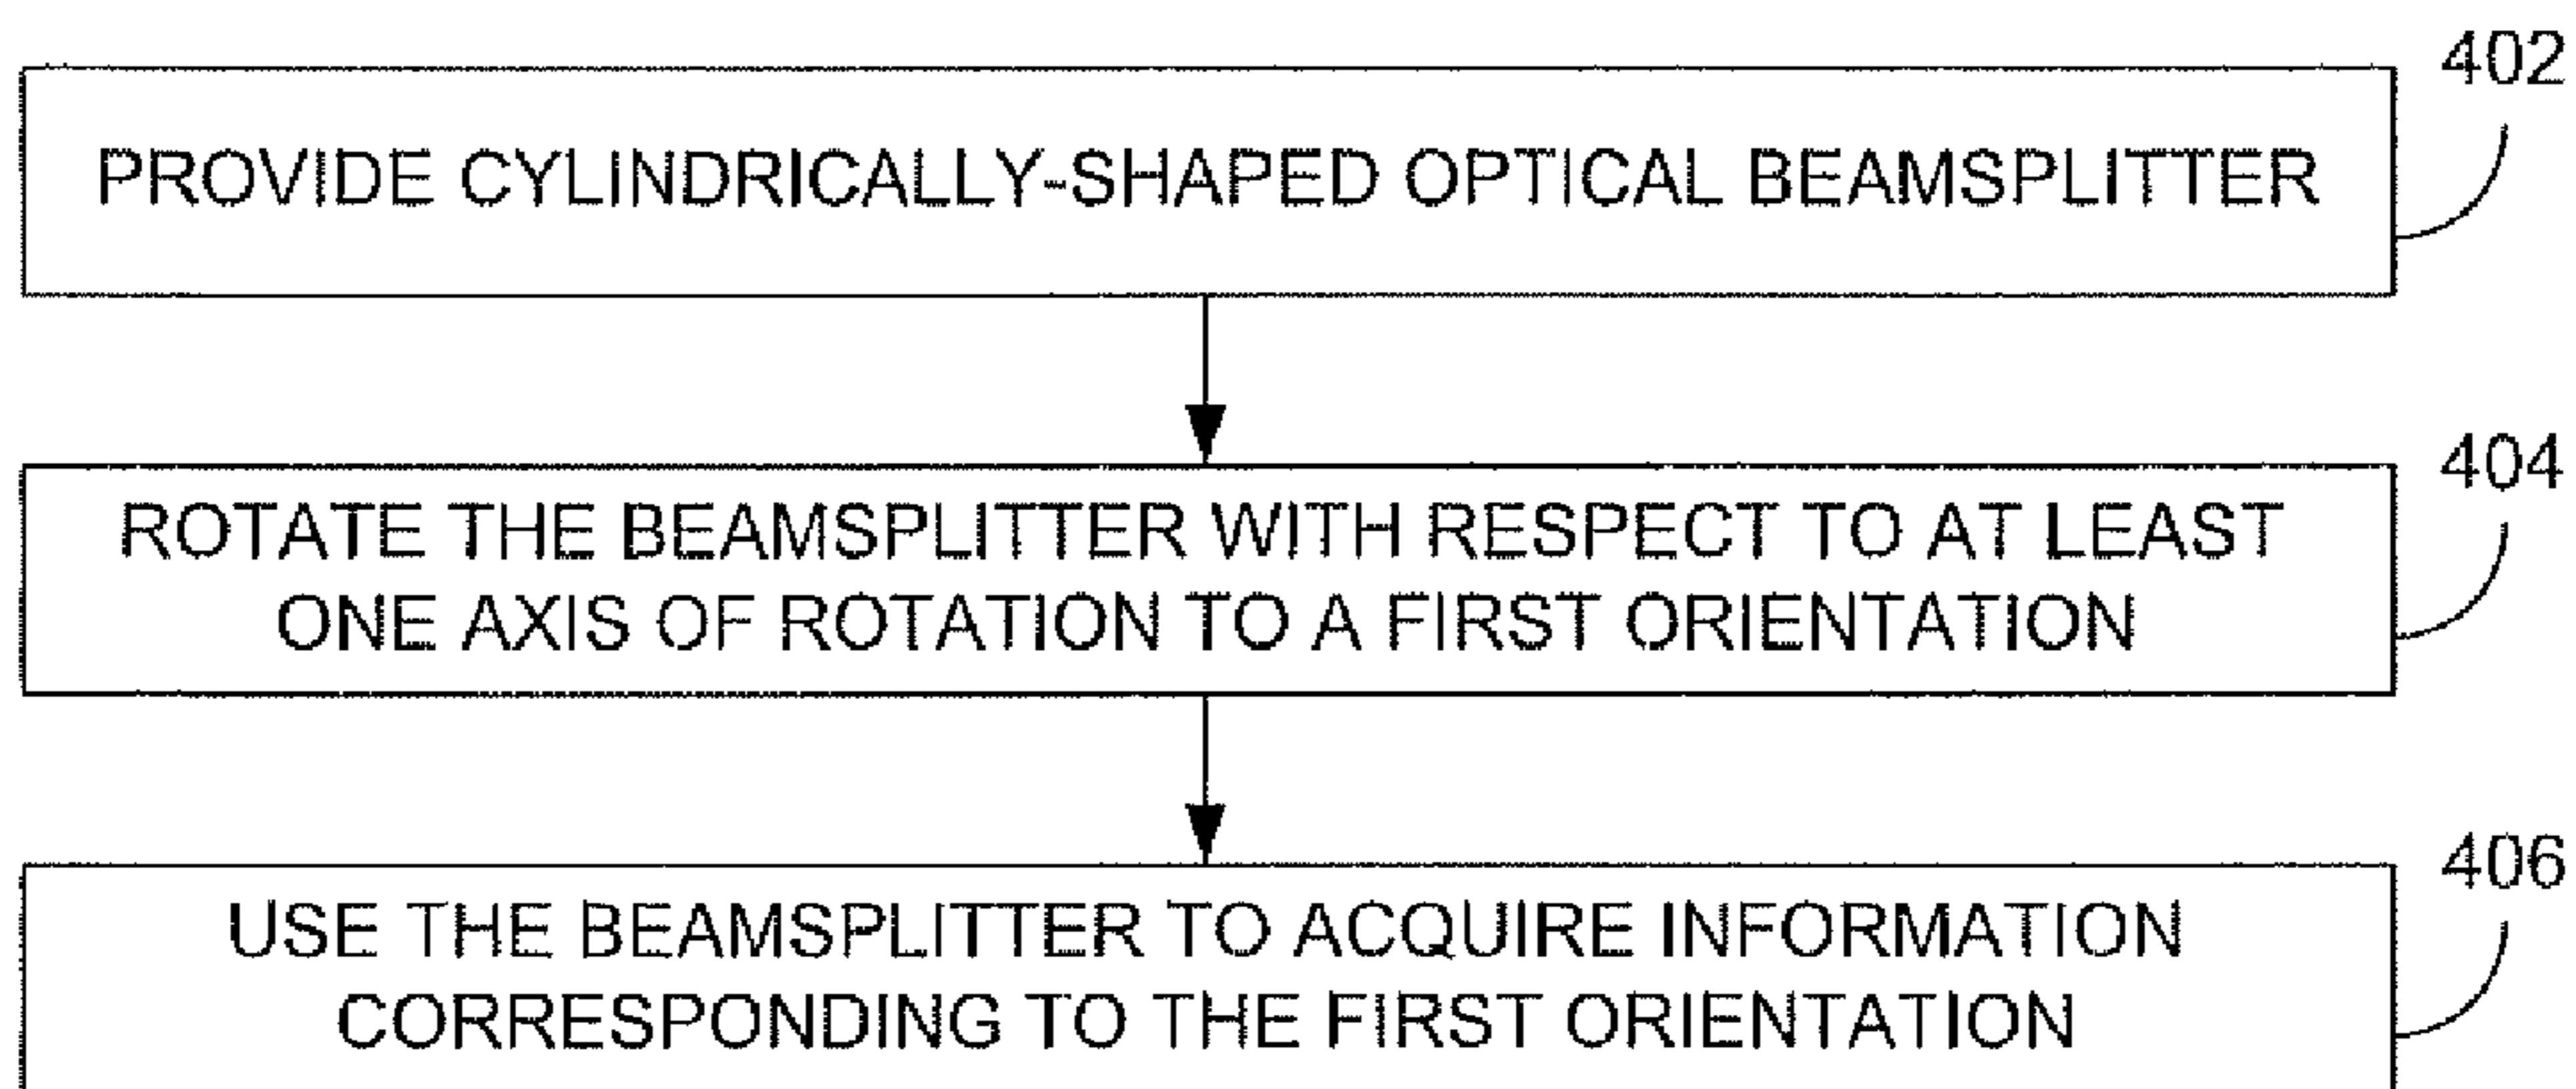 402
PROVIDE CYLINDRICALLY-SHAPED OPTICAL BEAMSPLITTER
404
ROTATE THE BEAMSPLITTER WITH RESPECT TO AT LEAST
ONE AXIS OF ROTATION TO A FIRST ORIENTATION
406
USE THE BEAMSPLITTER TO ACQUIRE INFORMATION
CORRESPONDING TO THE FIRST ORIENTATION